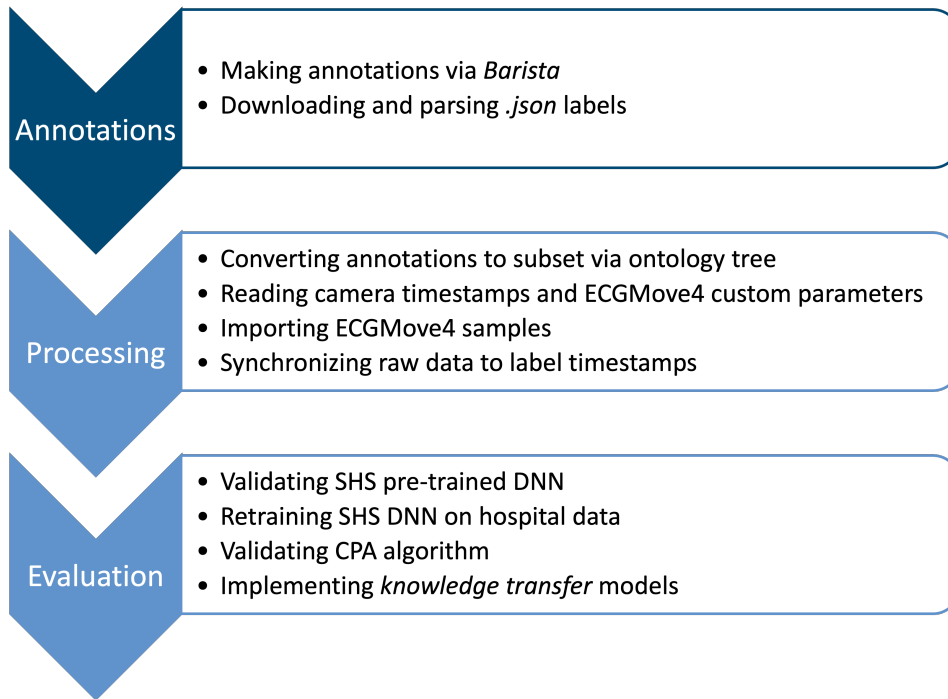 Annotations
• Making annotations via Barista
• Downloading and parsing .json labels
Processing
• Converting annotations to subset via ontology tree
• Reading camera timestamps and ECGMove4 custom parameters
• Importing ECGMove4 samples
• Synchronizing raw data to label timestamps
Evaluation
• Validating SHS pre-trained DNN
• Retraining SHS DNN on hospital data
• Validating CPA algorithm
• Implementing knowledge transfer models